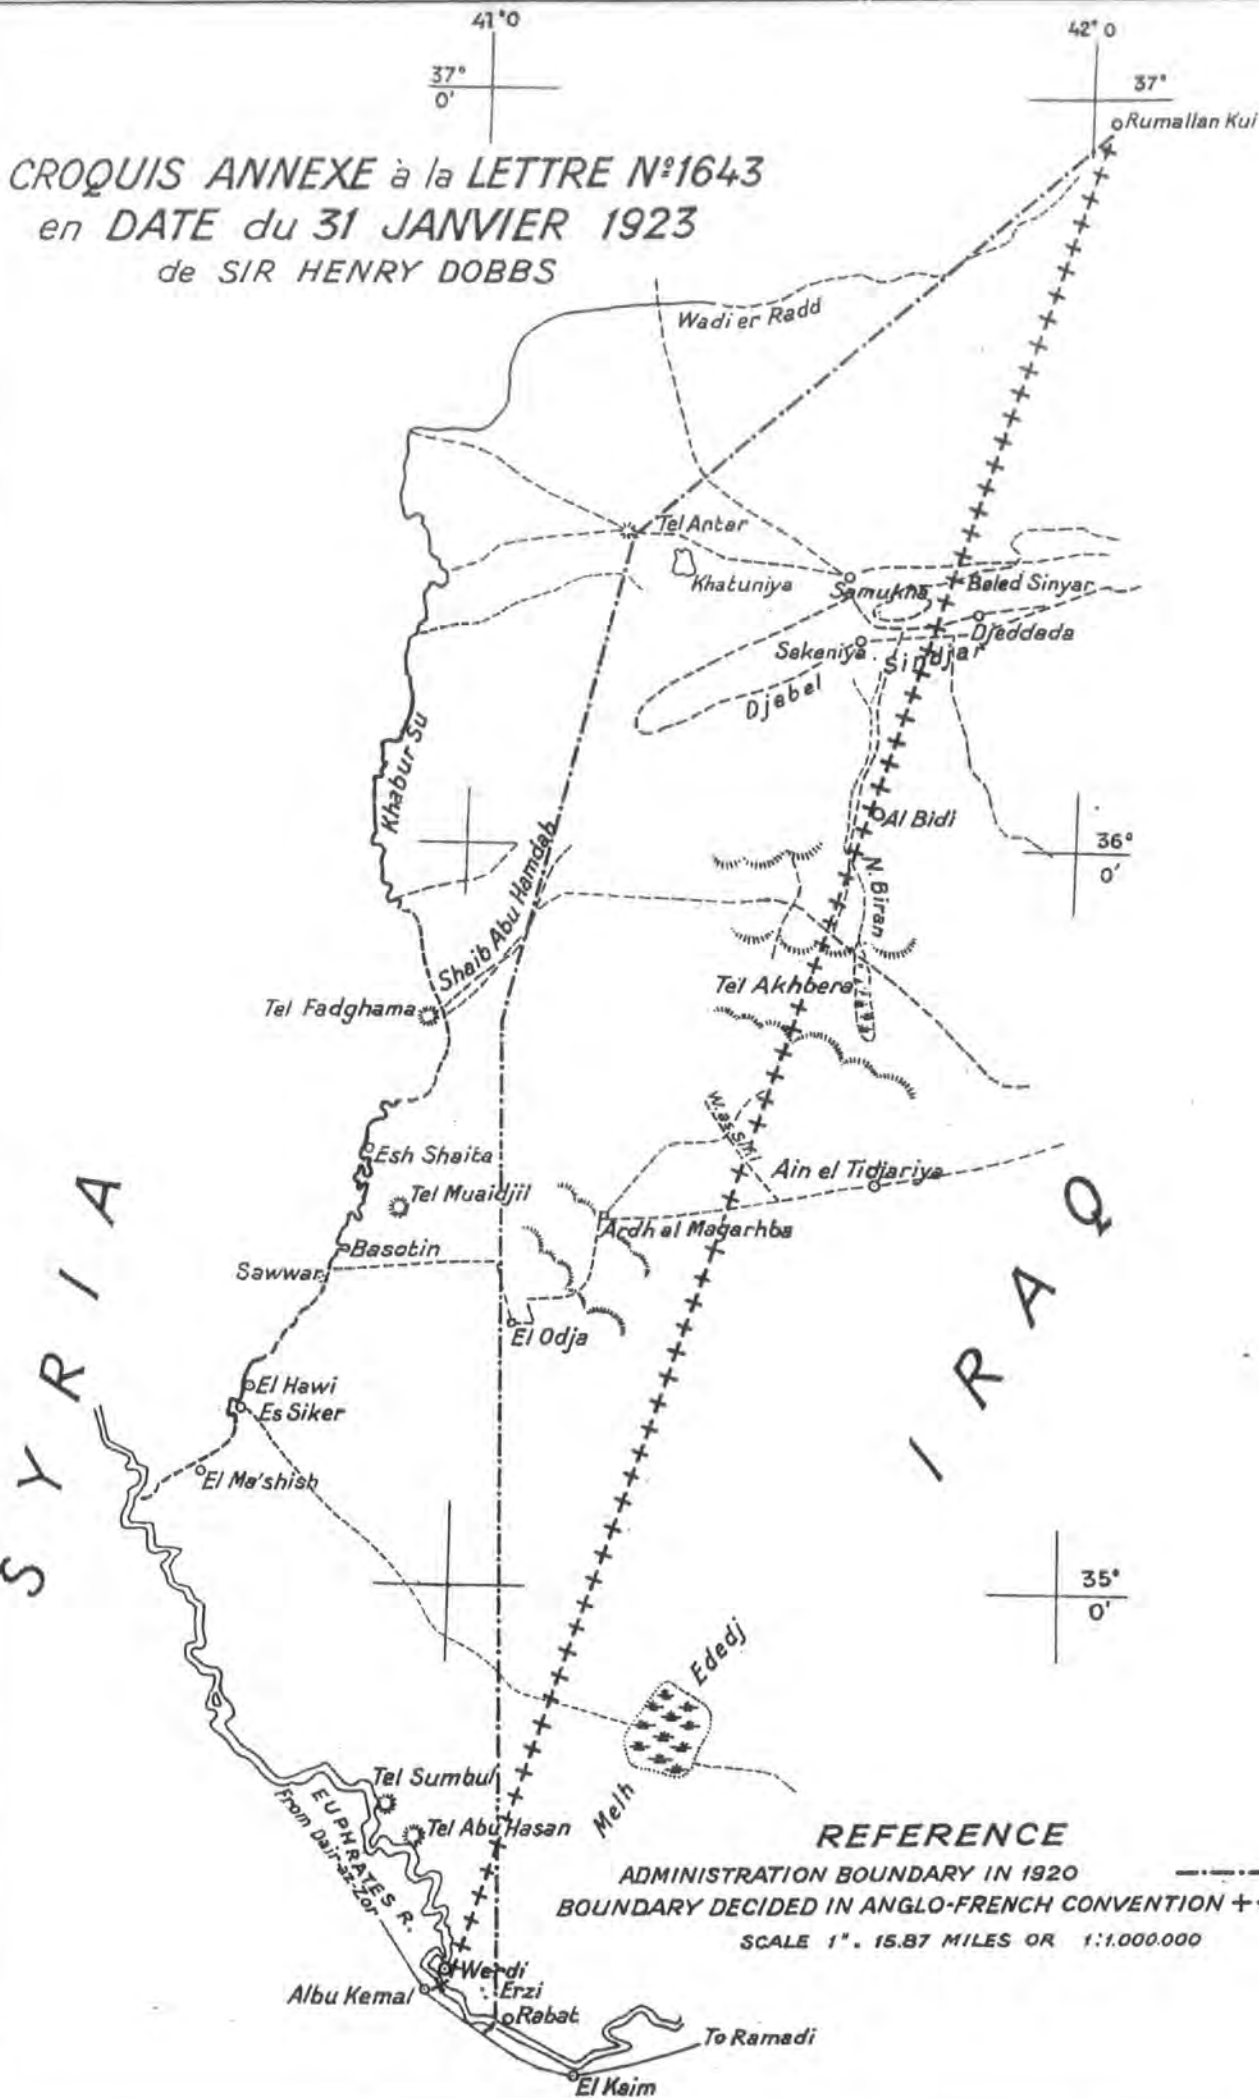 41°0
42°0
37°
0'
37°
Rumallan Kui
CROQUIS ANNEXE à la LETTRE Nº1643
en DATE du 31 JANVIER 1923
de SIR HENRY DOBBS
Wadi er Radd
Tel Antar
Khatuniya
Samukha
Beled Sinyar
Djeddada
Sakeniya
Djebel Sindjar
Khabur Su
Al Bidi
36°
0'
N. Biran
Shaib Abu Hamdab
Tel Fadghama
Tel Akhbera
Esh Shaita
Ain el Tidjariya
Tel Muaidjil
Ardh al Magarhba
Basotin
Sawwar
El Odja
SYRIA
IRAQ
El Hawi
Es Siker
El Ma'shish
35°
0'
Ededj
Melh
Tel Sumbul
Tel Abu Hasan
EUPHRATES R.
From Dair-az-Zor
REFERENCE
ADMINISTRATION BOUNDARY IN 1920
BOUNDARY DECIDED IN ANGLO-FRENCH CONVENTION ++
SCALE 1". 15.87 MILES OR 1:1.000.000
Werdi
Erzi
Albu Kemal
Rabat
To Ramadi
El Kaim